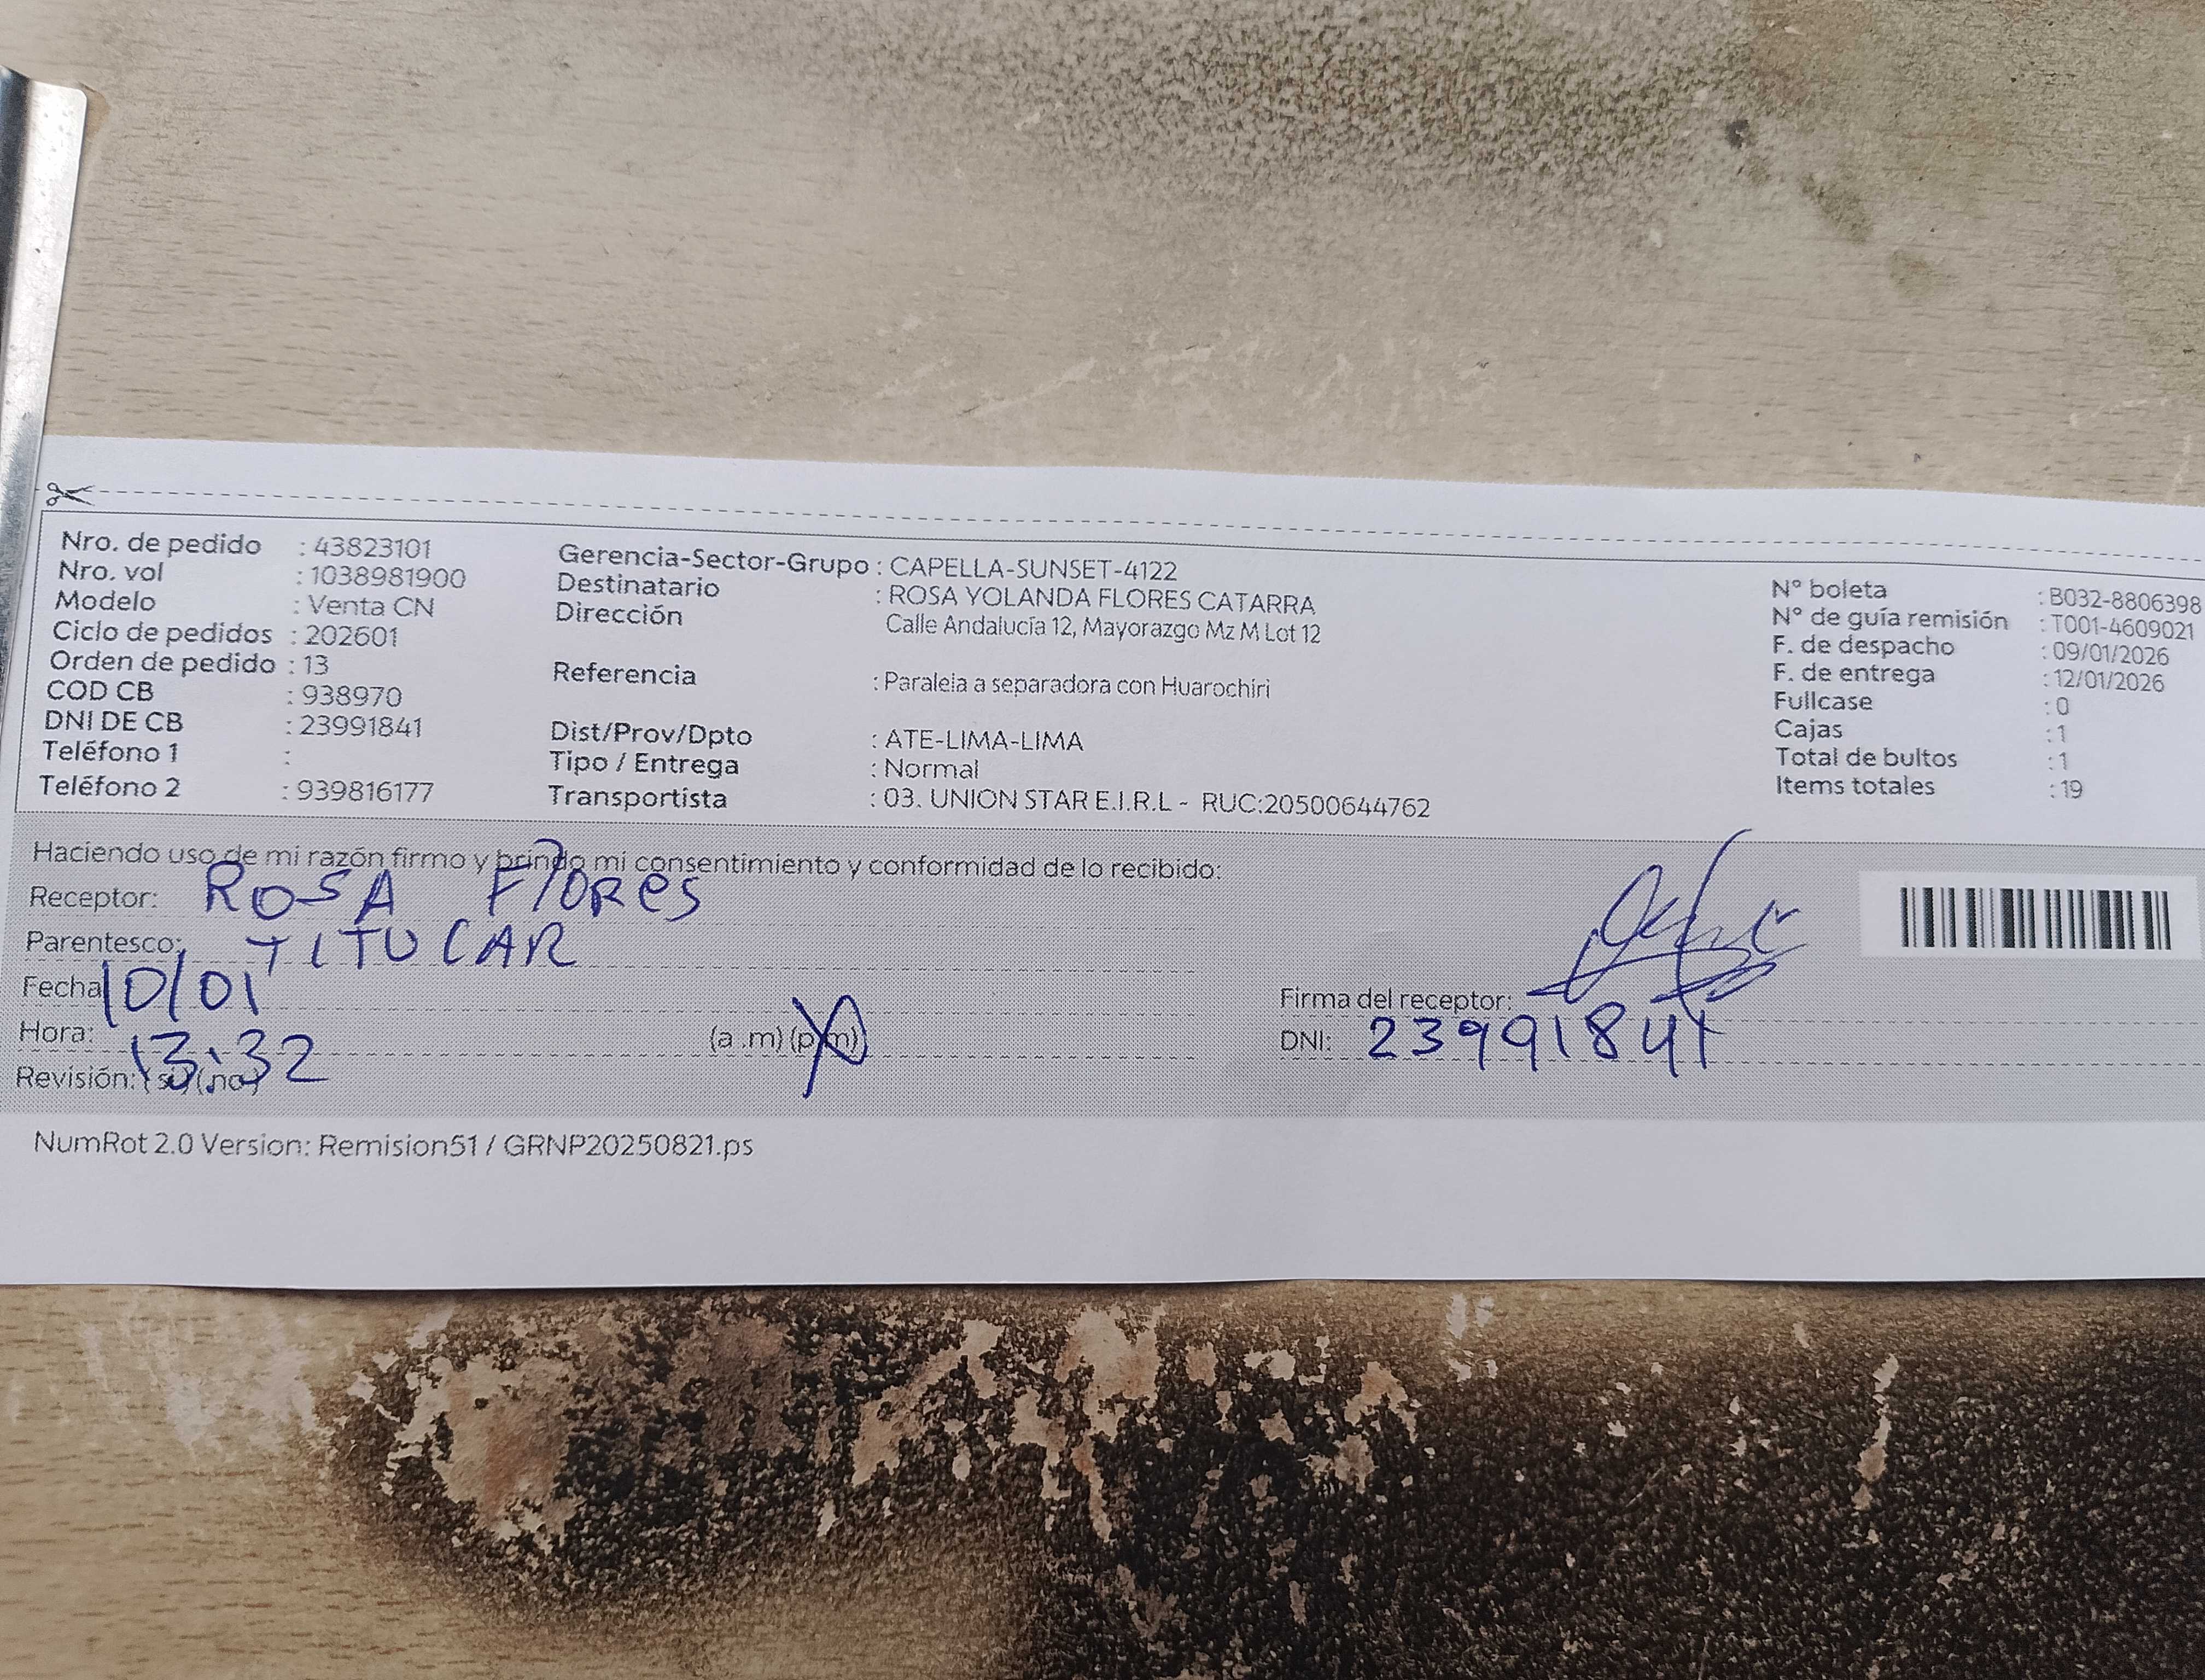 Nro. de pedido : 43823101
Nro. vol : 1038981900
Modelo : Venta CN
Ciclo de pedidos : 202601
Orden de pedido : 13
COD CB : 938970
DNI DE CB : 23991841
Teléfono 1 :
Teléfono 2 : 939816177
Gerencia-Sector-Grupo : CAPELLA-SUNSET-4122
Destinatario : ROSA YOLANDA FLORES CATARRA
Dirección Calle Andalucía 12, Mayorazgo Mz M Lot 12
Referencia : Paralela a separadora con Huarochiri
Dist/Prov/Dpto : ATE-LIMA-LIMA
Tipo / Entrega : Normal
Transportista : 03. UNION STAR E.I.R.L - RUC:20500644762
N° boleta : B032-8806398
N° de guía remisión : T001-4609021
F. de despacho : 09/01/2026
F. de entrega : 12/01/2026
Fullcase : 0
Cajas : 1
Total de bultos : 1
Items totales : 19
Haciendo uso de mi razón firmo y brindo mi consentimiento y conformidad de lo recibido:
Receptor: ROSA Flores
Parentesco: TITUCAR
Fecha 10/01
Hora: 13:32 (a .m) (p.m)
Revisión: (si) (no)
Firma del receptor:
DNI: 23991841
NumRot 2.0 Version: Remision51 / GRNP20250821.ps